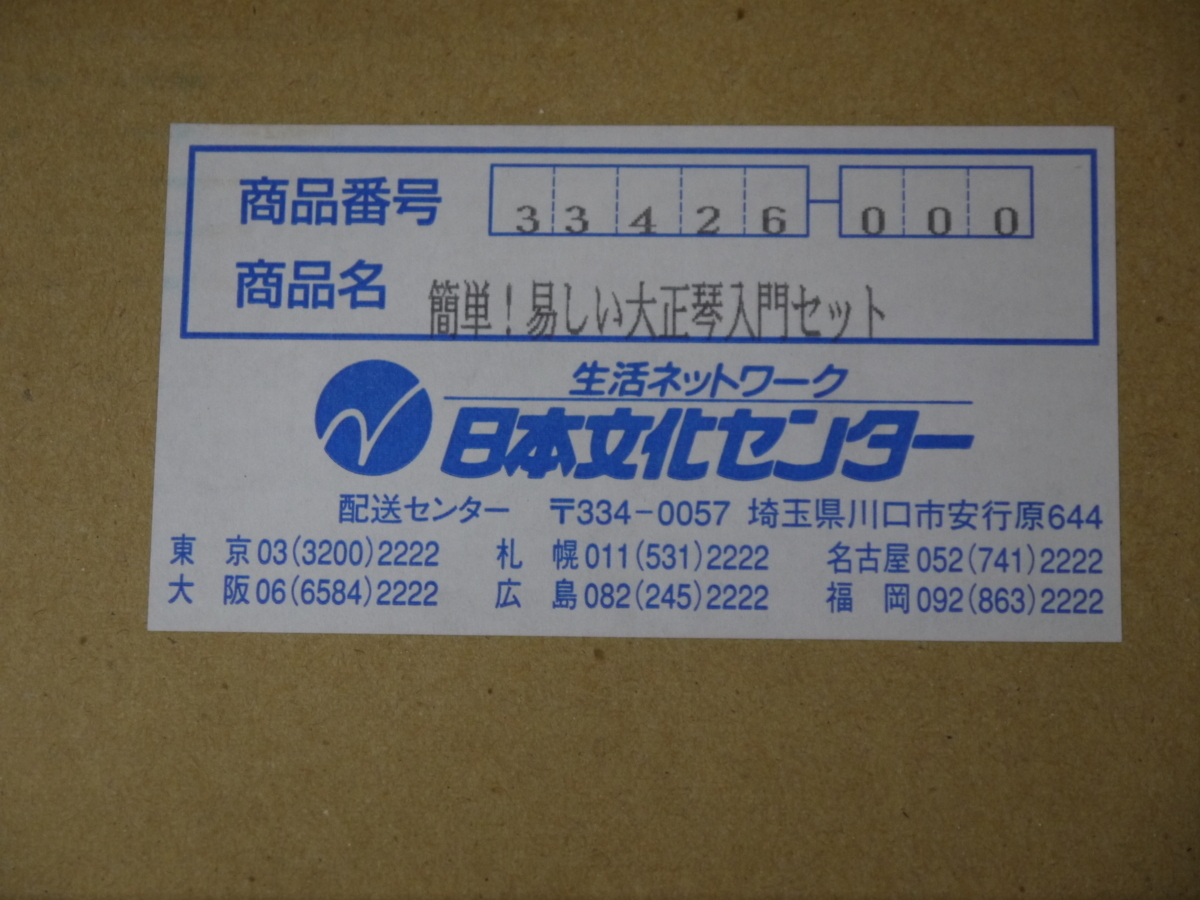 商品番号 33426-000
商品名 簡単！易しい大正琴入門セット
生活ネットワーク
日本文化センター
配送センター 〒334-0057 埼玉県川口市安行原644
東京03(3200)2222 札幌011(531)2222 名古屋052(741)2222
大阪06(6584)2222 広島082(245)2222 福岡092(863)2222